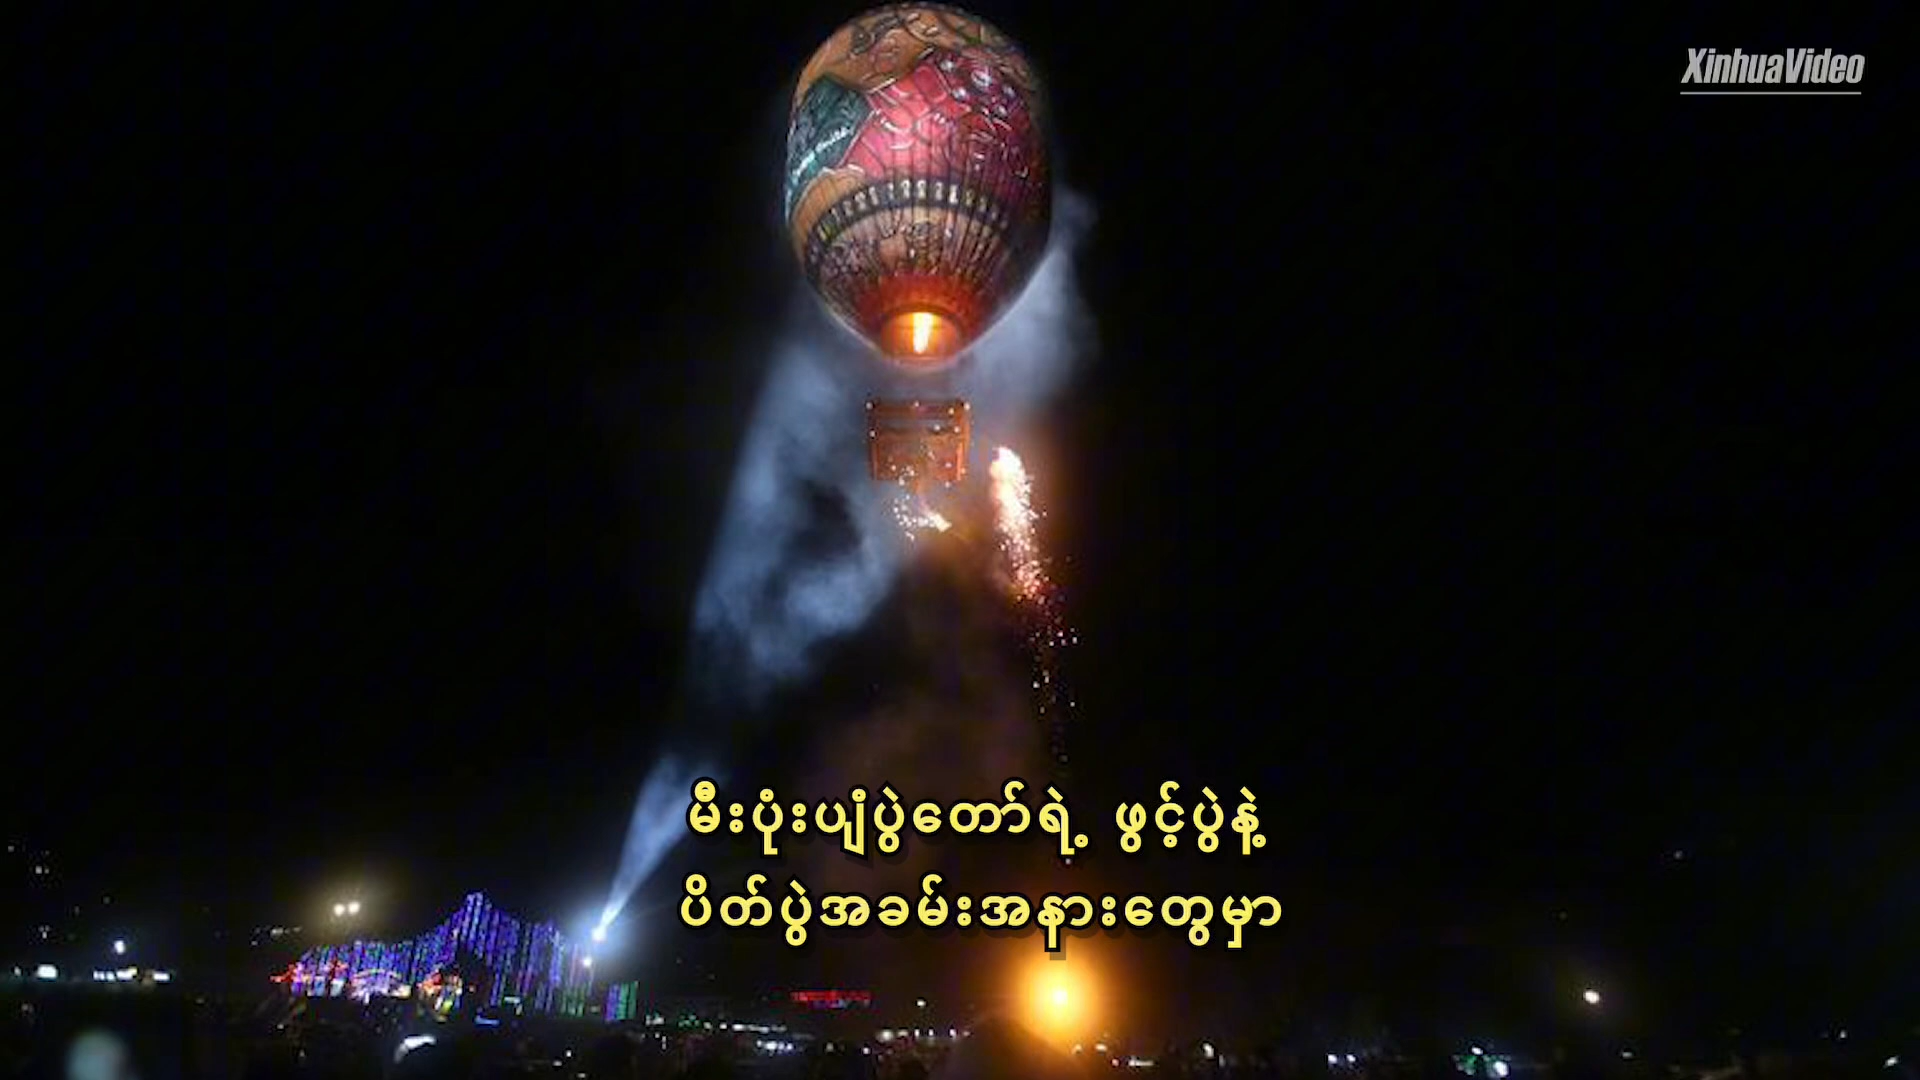 XinhuaVideo
မီးပုံးပျံပွဲတော်ရဲ့ ဖွင့်ပွဲနဲ့
ပိတ်ပွဲအခမ်းအနားတွေမှာ